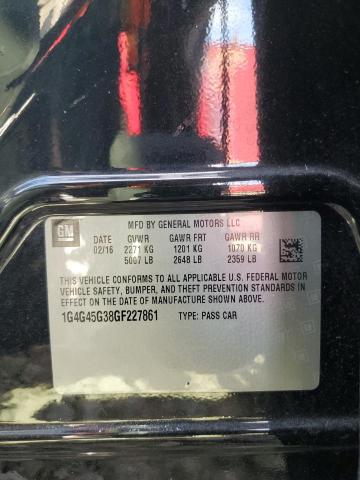 MFD BY GENERAL MOTORS LLC
GM DATE GVWR GAWR FRT GAWR RR
02/16 2271 KG 1201 KG 1070 KG
5007 LB 2648 LB 2359 LB
THIS VEHICLE CONFORMS TO ALL APPLICABLE U.S. FEDERAL MOTOR
VEHICLE SAFETY, BUMPER, AND THEFT PREVENTION STANDARDS IN
EFFECT ON THE DATE OF MANUFACTURE SHOWN ABOVE.
1G4G45G38GF227861 TYPE: PASS CAR